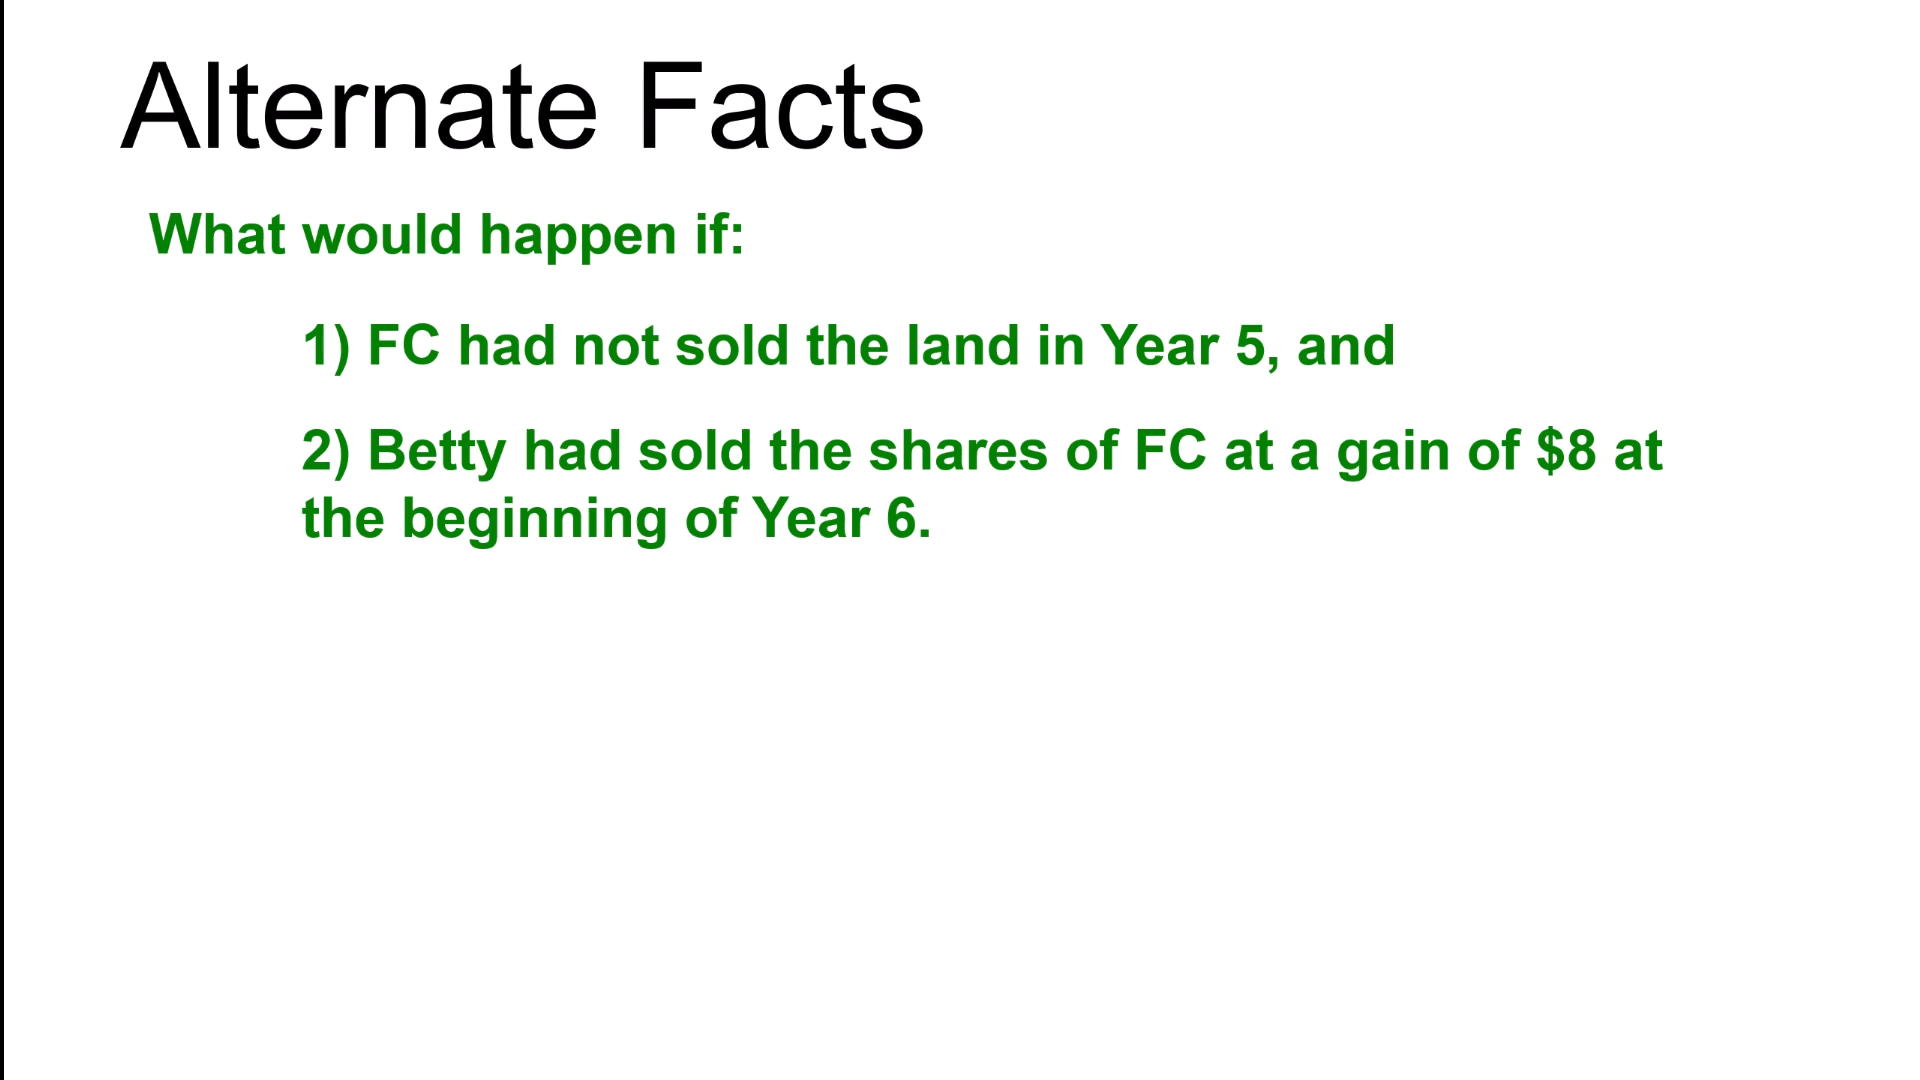 Alternate Facts
What would happen if:
1) FC had not sold the land in Year 5, and
2) Betty had sold the shares of FC at a gain of $8 at
the beginning of Year 6.